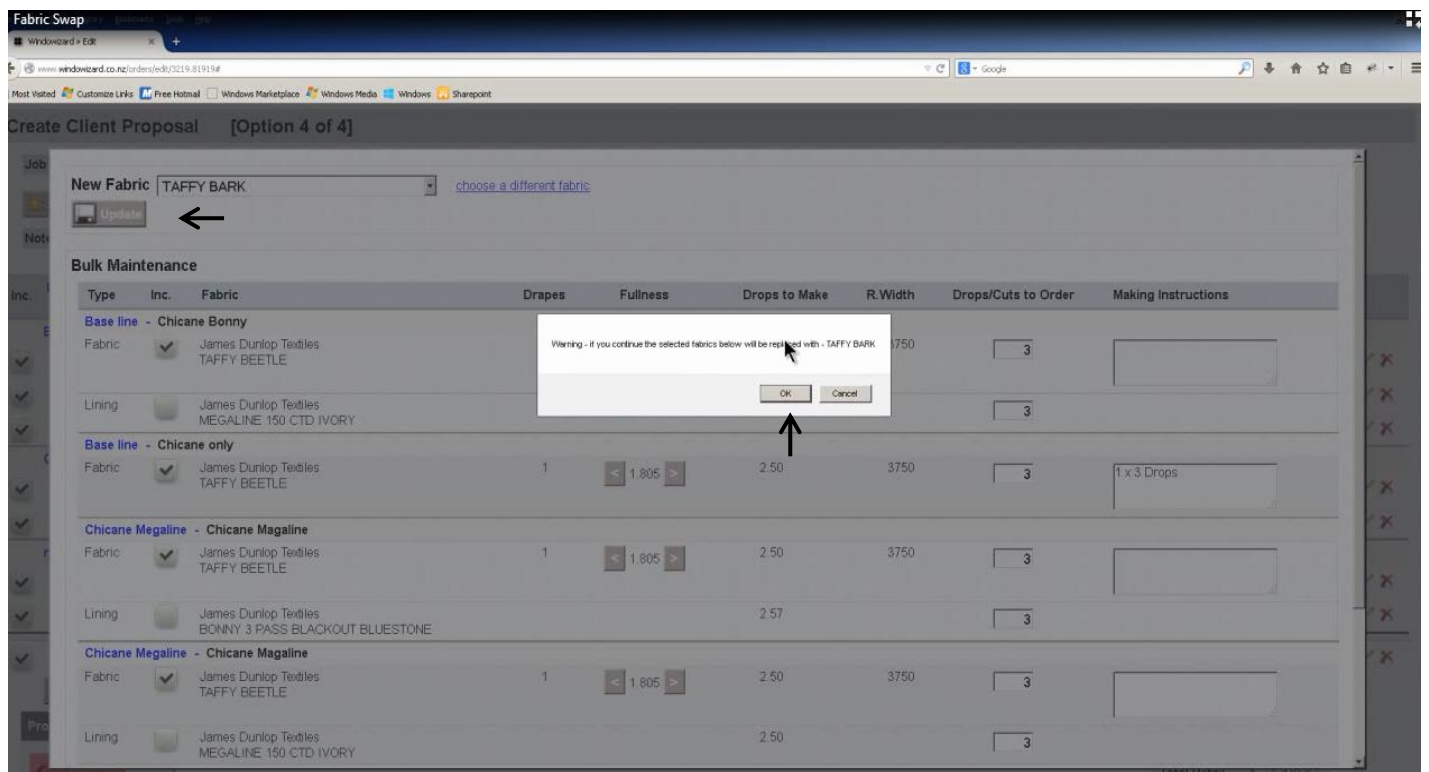 Fabric Swap
Windowizard > Edit
www.windowizard.co.nz/orders/edit/3219.81919#
Google
Most Visited Customize Links Free Hotmail Windows Marketplace Windows Media Windows Sharepoint
Create Client Proposal [Option 4 of 4]
Job
New Fabric TAFFY BARK choose a different fabric
Update
Bulk Maintenance
Inc. Type Inc. Fabric Drapes Fullness Drops to Make R.Width Drops/Cuts to Order Making Instructions
Base line - Chicane Bonny
Fabric James Dunlop Textiles 3750 3
TAFFY BEETLE
Warning - if you continue the selected fabrics below will be replaced with - TAFFY BARK
OK Cancel
Lining James Dunlop Textiles 3
MEGALINE 150 CTD IVORY
Base line - Chicane only
Fabric James Dunlop Textiles 1 < 1.805 > 2.50 3750 3 1 x 3 Drops
TAFFY BEETLE
Chicane Megaline - Chicane Magaline
Fabric James Dunlop Textiles 1 < 1.805 > 2.50 3750 3
TAFFY BEETLE
Lining James Dunlop Textiles 2.57 3
BONNY 3 PASS BLACKOUT BLUESTONE
Chicane Megaline - Chicane Magaline
Fabric James Dunlop Textiles 1 < 1.805 > 2.50 3750 3
TAFFY BEETLE
Lining James Dunlop Textiles 2.50 3
MEGALINE 150 CTD IVORY